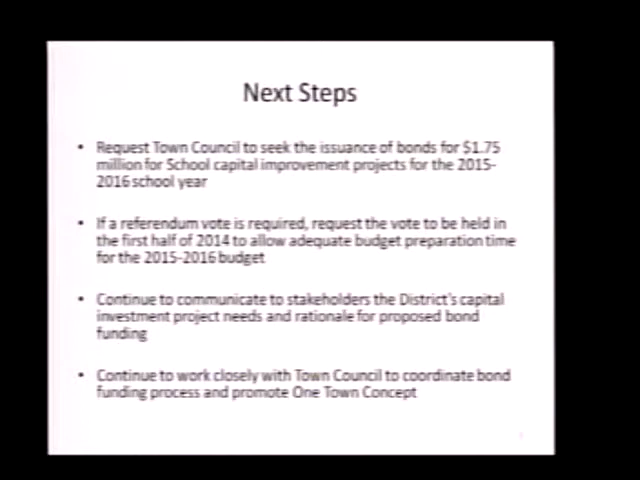 Next Steps
• Request Town Council to seek the issuance of bonds for $1.75
million for School capital improvement projects for the 2015-
2016 school year
• If a referendum vote is required, request the vote to be held in
the first half of 2014 to allow adequate budget preparation time
for the 2015-2016 budget
• Continue to communicate to stakeholders the District's capital
investment project needs and rationale for proposed bond
funding
• Continue to work closely with Town Council to coordinate bond
funding process and promote One Town Concept